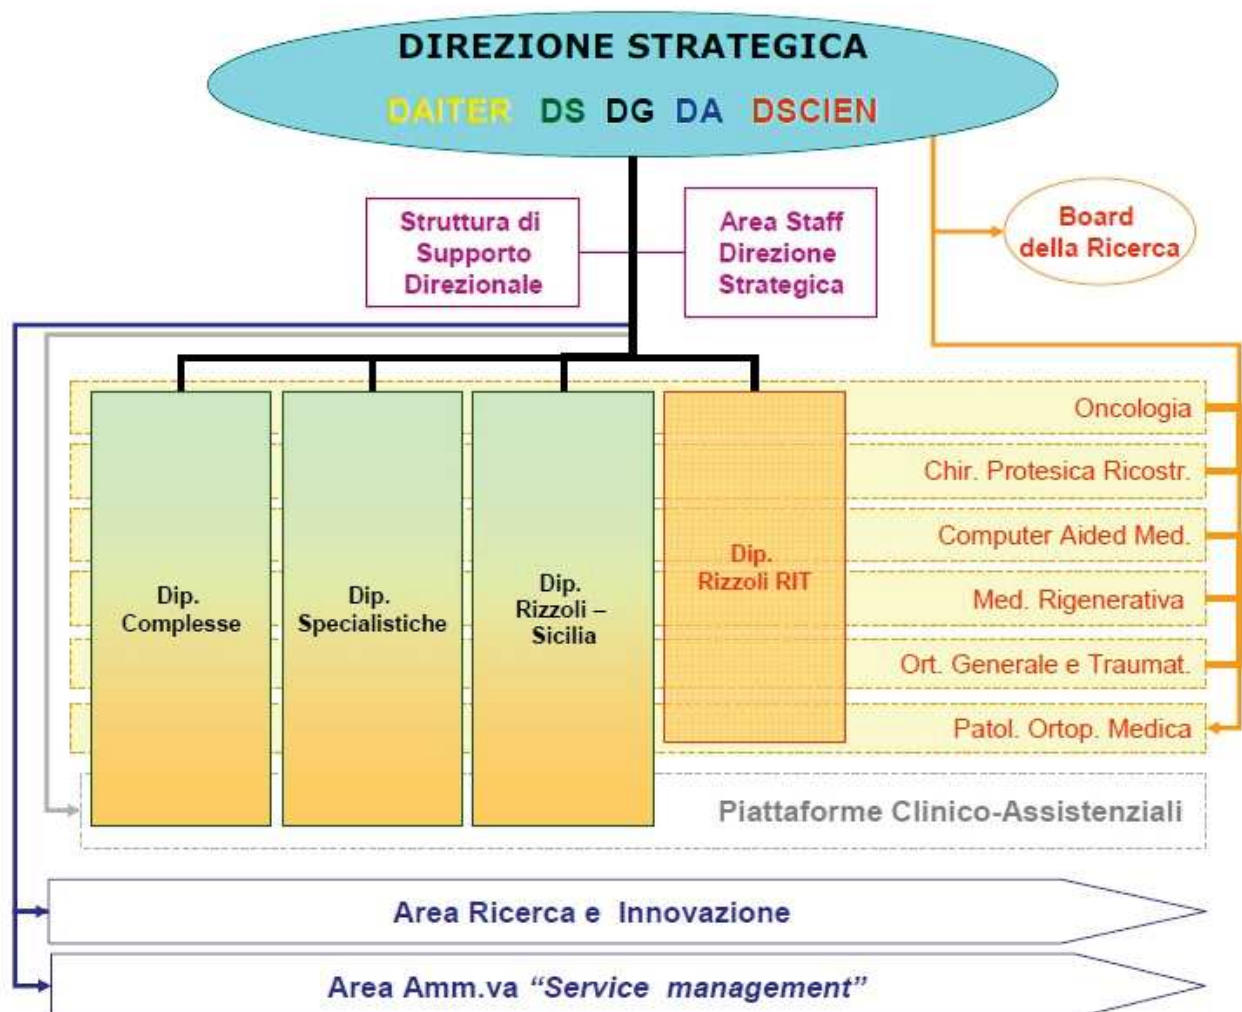 DIREZIONE STRATEGICA
DAITER DS DG DA DSCIEN
Struttura di
Supporto
Direzionale
Area Staff
Direzione
Strategica
Board
della Ricerca
Oncologia
Chir. Protesica Ricostr.
Computer Aided Med.
Med. Rigenerativa
Ort. Generale e Traumat.
Patol. Ortop. Medica
Dip.
Complesse
Dip.
Specialistiche
Dip.
Rizzoli –
Sicilia
Dip.
Rizzoli RIT
Piattaforme Clinico-Assistenziali
Area Ricerca e Innovazione
Area Amm.va “Service management”